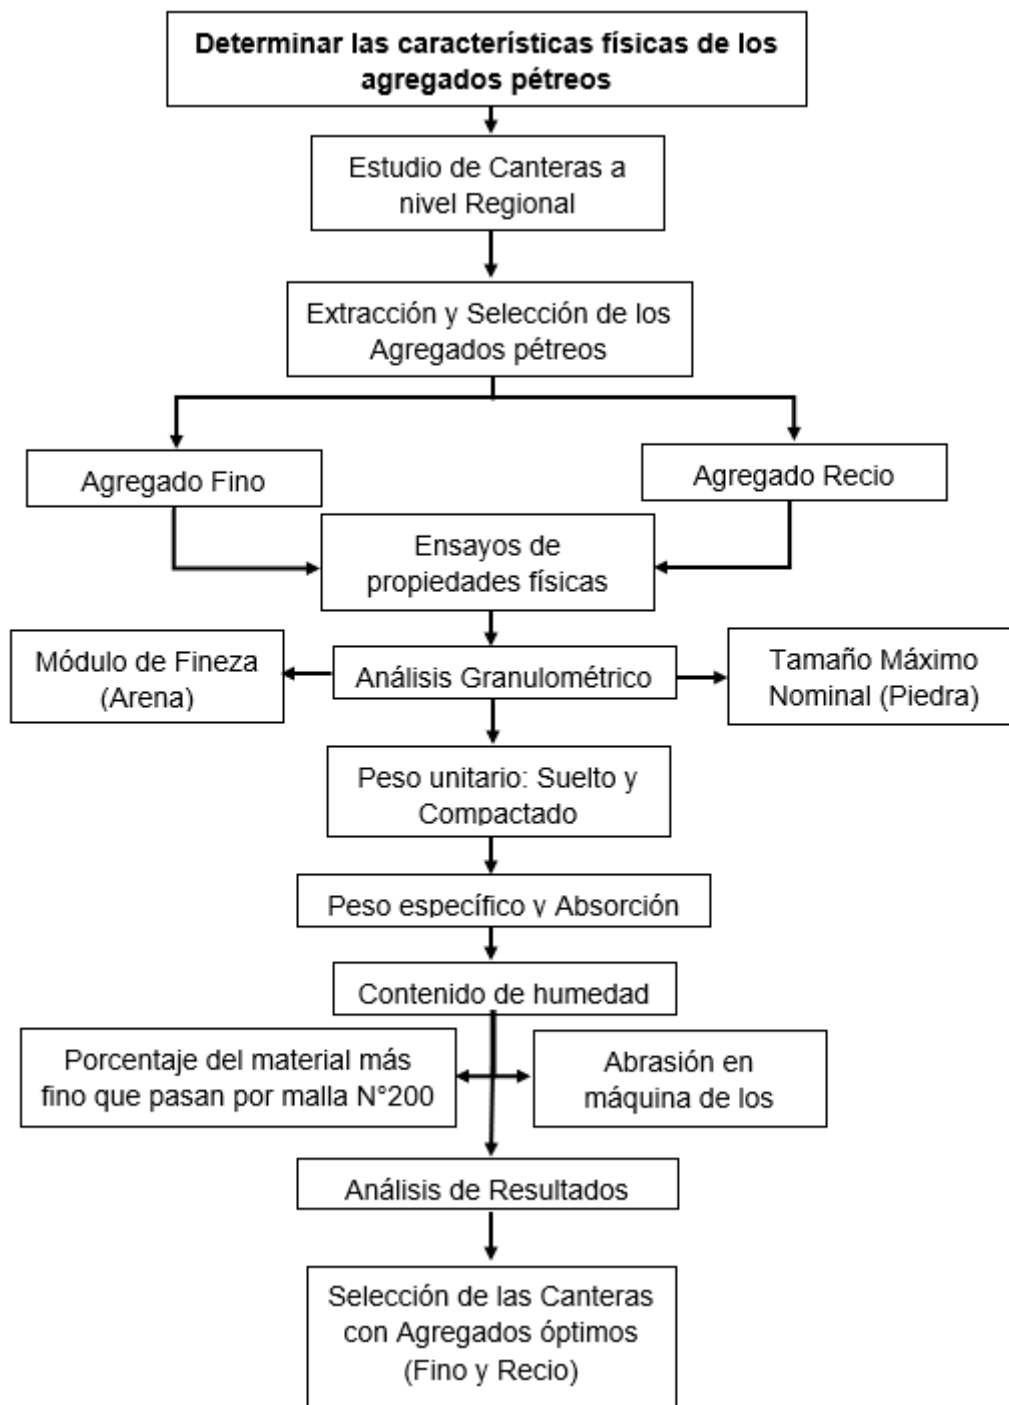 Determinar las características físicas de los
agregados pétreos
Estudio de Canteras a
nivel Regional
Extracción y Selección de los
Agregados pétreos
Agregado Fino
Agregado Recio
Ensayos de
propiedades físicas
Módulo de Fineza
(Arena)
Análisis Granulométrico
Tamaño Máximo
Nominal (Piedra)
Peso unitario: Suelto y
Compactado
Peso específico y Absorción
Contenido de humedad
Porcentaje del material más
fino que pasan por malla N°200
Abrasión en
máquina de los
Análisis de Resultados
Selección de las Canteras
con Agregados óptimos
(Fino y Recio)